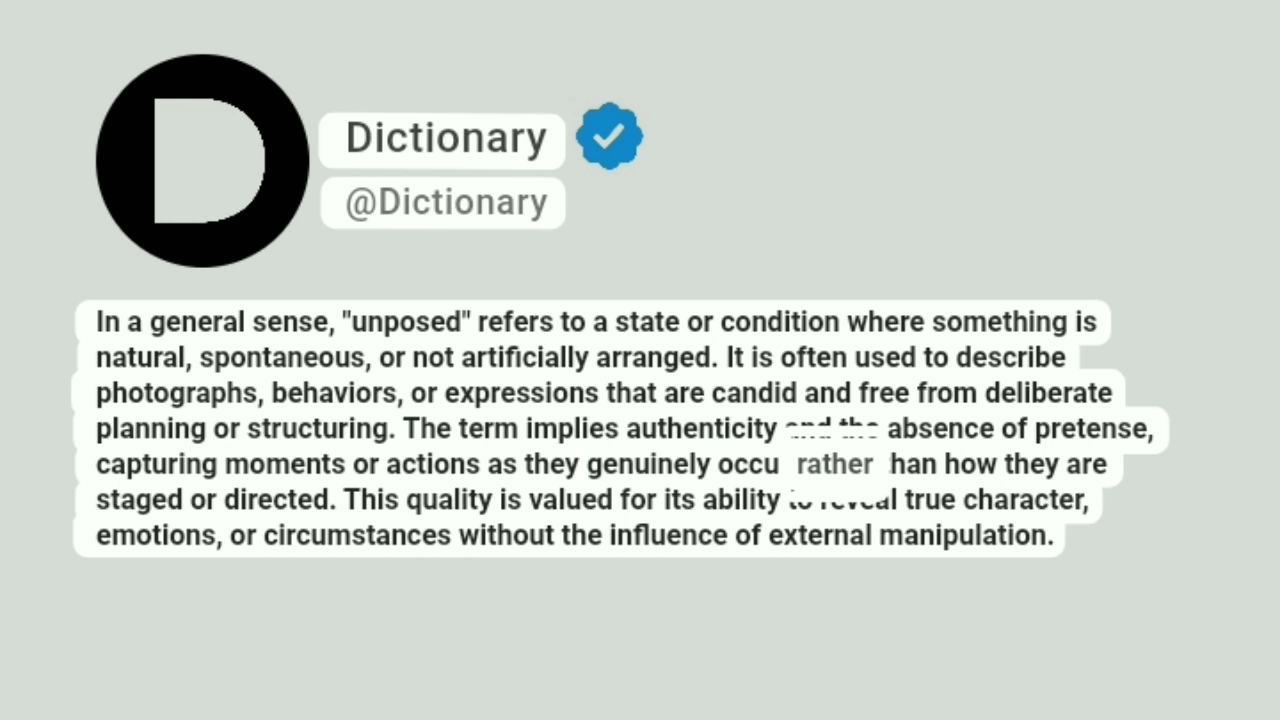 D
Dictionary
@Dictionary
In a general sense, "unposed" refers to a state or condition where something is
natural, spontaneous, or not artificially arranged. It is often used to describe
photographs, behaviors, or expressions that are candid and free from deliberate
planning or structuring. The term implies authenticity and the absence of pretense,
capturing moments or actions as they genuinely occu rather han how they are
staged or directed. This quality is valued for its ability to reveal true character,
emotions, or circumstances without the influence of external manipulation.